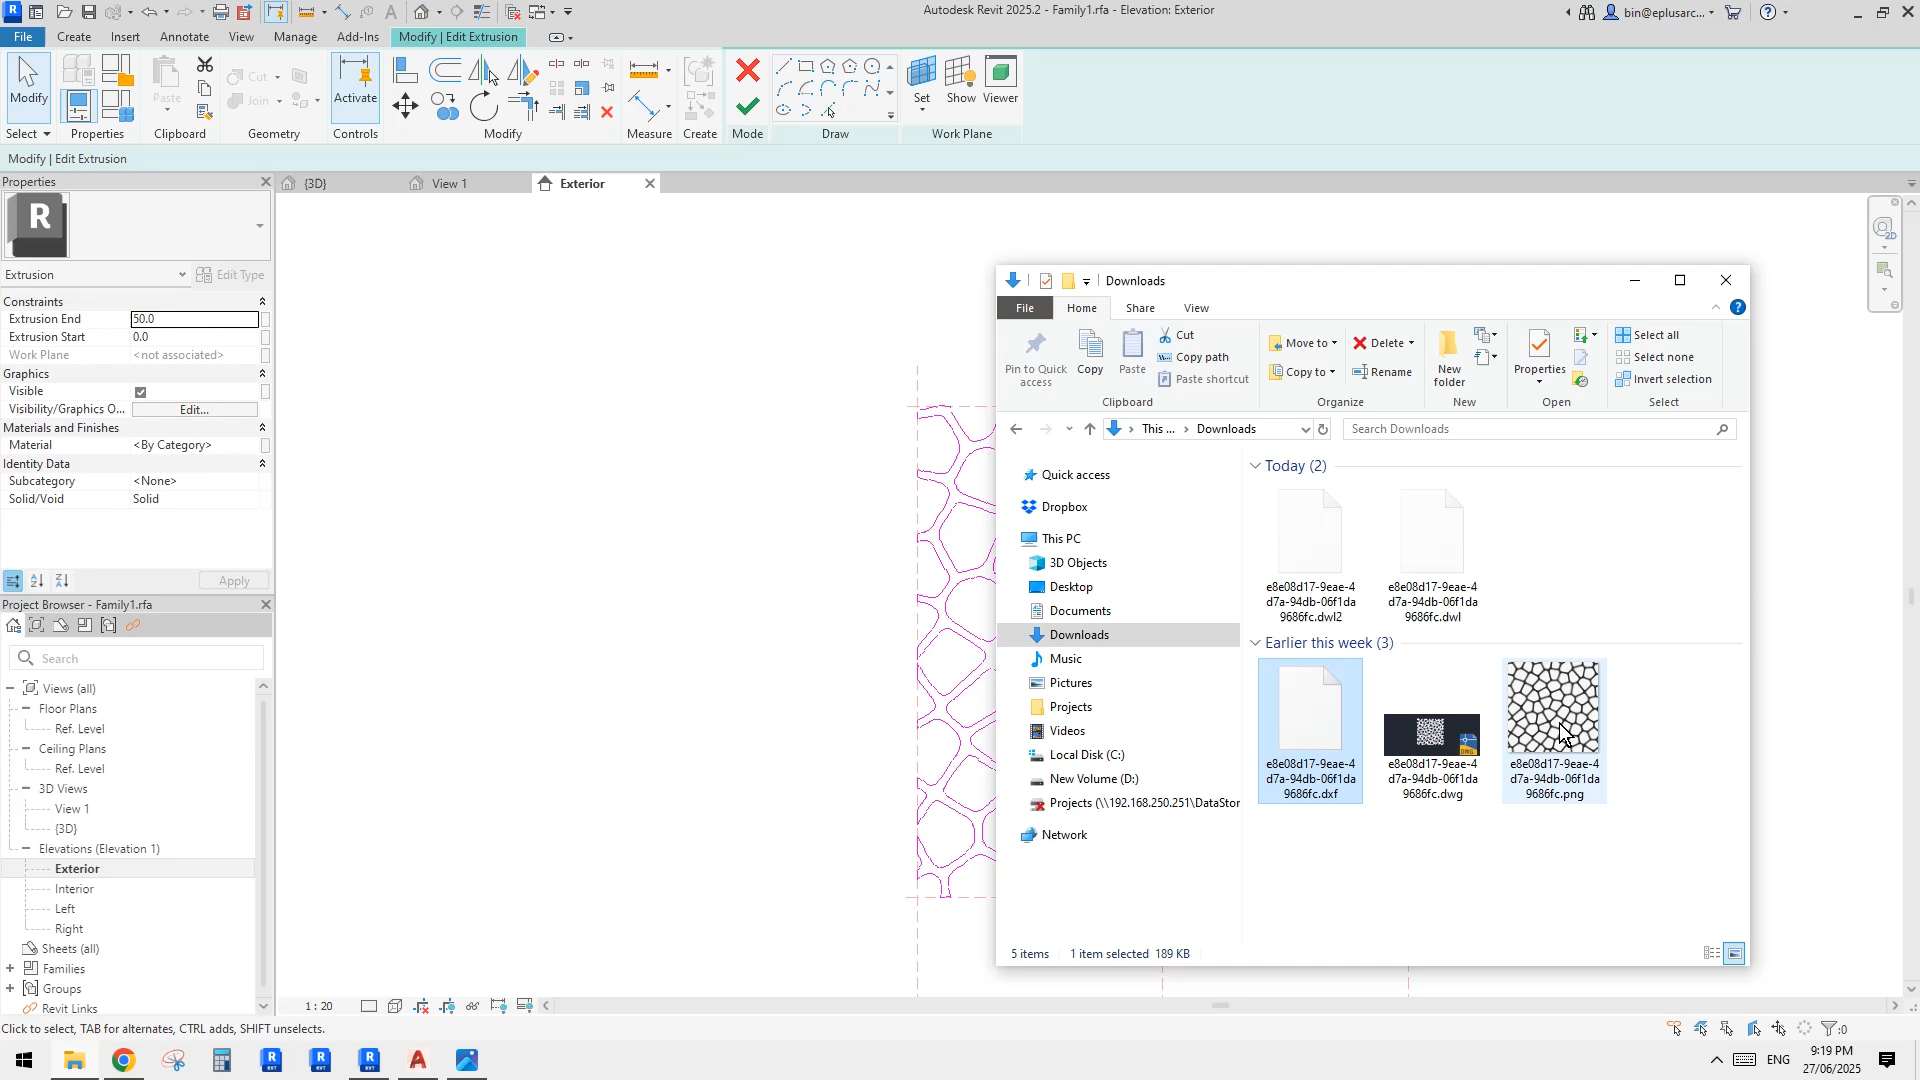 Autodesk Revit 2025.2 - Family1.rfa - Elevation: Exterior
bin@eplusarc...
File
Create
Insert
Annotate
View
Manage
Add-Ins
Modify | Edit Extrusion
Modify
Paste
Cut
Join
Activate
Set
Show
Viewer
Select
Properties
Clipboard
Geometry
Controls
Modify
Measure
Create
Mode
Draw
Work Plane
Modify | Edit Extrusion
Properties
{3D}
View 1
Exterior
R
Extrusion
Edit Type
Constraints
Extrusion End 50.0
Extrusion Start 0.0
Work Plane <not associated>
Graphics
Visible
Visibility/Graphics O... Edit...
Materials and Finishes
Material <By Category>
Identity Data
Subcategory <None>
Solid/Void Solid
Apply
Project Browser - Family1.rfa
Search
Views (all)
Floor Plans
Ref. Level
Ceiling Plans
Ref. Level
3D Views
View 1
{3D}
Elevations (Elevation 1)
Exterior
Interior
Left
Right
Sheets (all)
Families
Groups
Revit Links
Downloads
File
Home
Share
View
Pin to Quick access
Copy
Paste
Cut
Copy path
Paste shortcut
Clipboard
Move to
Copy to
Delete
Rename
Organize
New folder
New
Properties
Open
Select all
Select none
Invert selection
Select
This ...
Downloads
Search Downloads
Quick access
Dropbox
This PC
3D Objects
Desktop
Documents
Downloads
Music
Pictures
Projects
Videos
Local Disk (C:)
New Volume (D:)
Projects (\\192.168.250.251\DataStor
Network
Today (2)
e8e08d17-9eae-4
d7a-94db-06f1da
9686fc.dwl2
e8e08d17-9eae-4
d7a-94db-06f1da
9686fc.dwl
Earlier this week (3)
e8e08d17-9eae-4
d7a-94db-06f1da
9686fc.dxf
e8e08d17-9eae-4
d7a-94db-06f1da
9686fc.dwg
e8e08d17-9eae-4
d7a-94db-06f1da
9686fc.png
5 items
1 item selected 189 KB
1 : 20
Click to select, TAB for alternates, CTRL adds, SHIFT unselects.
:0
ENG
9:19 PM
27/06/2025